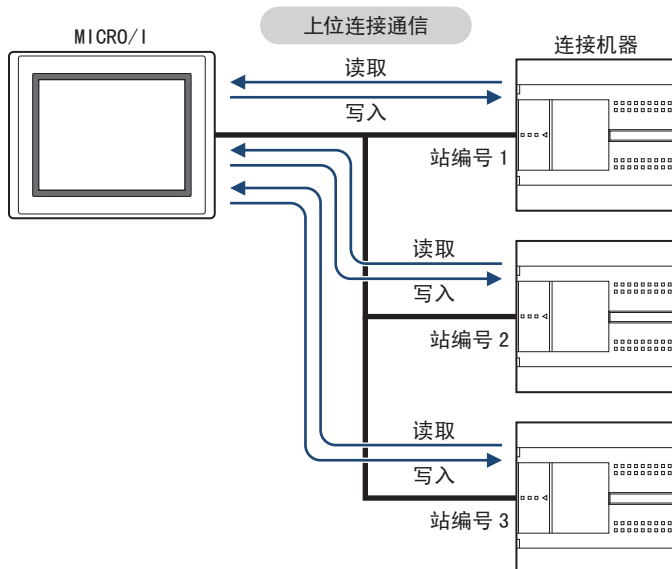 上位连接通信
MICRO/I
连接机器
读取
写入
站编号 1
读取
写入
站编号 2
读取
写入
站编号 3